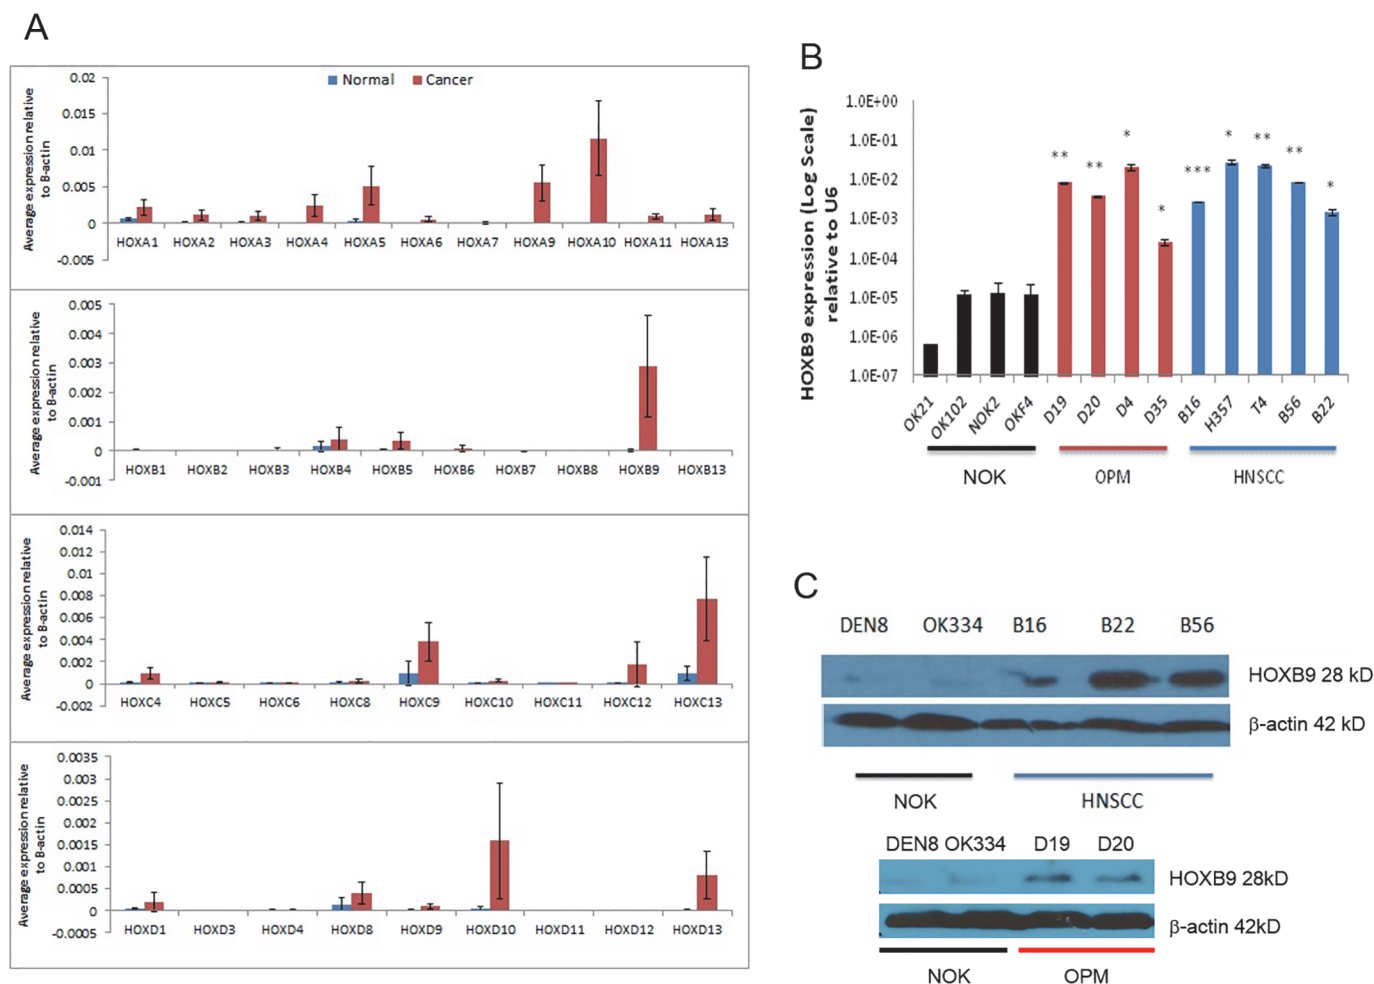 A
Normal Cancer
Average expression relative
to B-actin
0.02
0.015
0.01
0.005
0
-0.005
HOXA1 HOXA2 HOXA3 HOXA4 HOXA5 HOXA6 HOXA7 HOXA9 HOXA10 HOXA11 HOXA13
Average expression relative
to B-actin
0.005
0.004
0.003
0.002
0.001
0
-0.001
HOXB1 HOXB2 HOXB3 HOXB4 HOXB5 HOXB6 HOXB7 HOXB8 HOXB9 HOXB13
Average expression relative
to B-actin
0.014
0.012
0.01
0.008
0.006
0.004
0.002
0
-0.002
HOXC4 HOXC5 HOXC6 HOXC8 HOXC9 HOXC10 HOXC11 HOXC12 HOXC13
Average expression relative
to B-actin
0.0035
0.003
0.0025
0.002
0.0015
0.001
0.0005
0
-0.0005
HOXD1 HOXD3 HOXD4 HOXD8 HOXD9 HOXD10 HOXD11 HOXD12 HOXD13
B
HOXB9 expression (Log Scale)
relative to U6
1.0E+00
1.0E-01
1.0E-02
1.0E-03
1.0E-04
1.0E-05
1.0E-06
1.0E-07
** ** * * *** * ** ** *
OK21 OK102 NOK2 OKF4 D19 D20 D4 D35 B16 H357 T4 B56 B22
NOK OPM HNSCC
C
DEN8 OK334 B16 B22 B56
HOXB9 28 kD
β-actin 42 kD
NOK HNSCC
DEN8 OK334 D19 D20
HOXB9 28kD
β-actin 42kD
NOK OPM